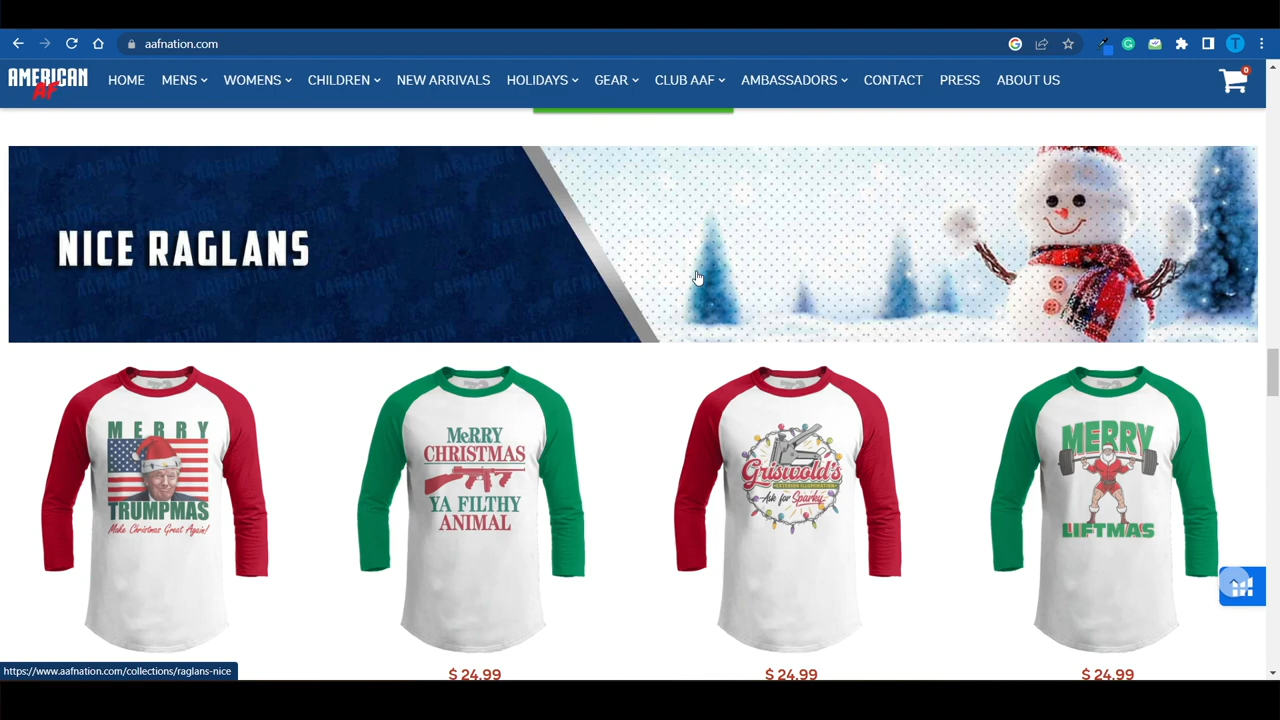 aafnation.com
T
AMERICAN
AF
HOME
MENS
WOMENS
CHILDREN
NEW ARRIVALS
HOLIDAYS
GEAR
CLUB AAF
AMBASSADORS
CONTACT
PRESS
ABOUT US
0
NICE RAGLANS
MERRY
TRUMPMAS
Make Christmas Great Again!
MeRRY
CHRISTMAS
YA FILTHY
ANIMAL
Griswold's
EXTERIOR ILLUMINATION
Ask for Sparky
MERRY
LIFTMAS
$ 24.99
$ 24.99
$ 24.99
https://www.aafnation.com/collections/raglans-nice